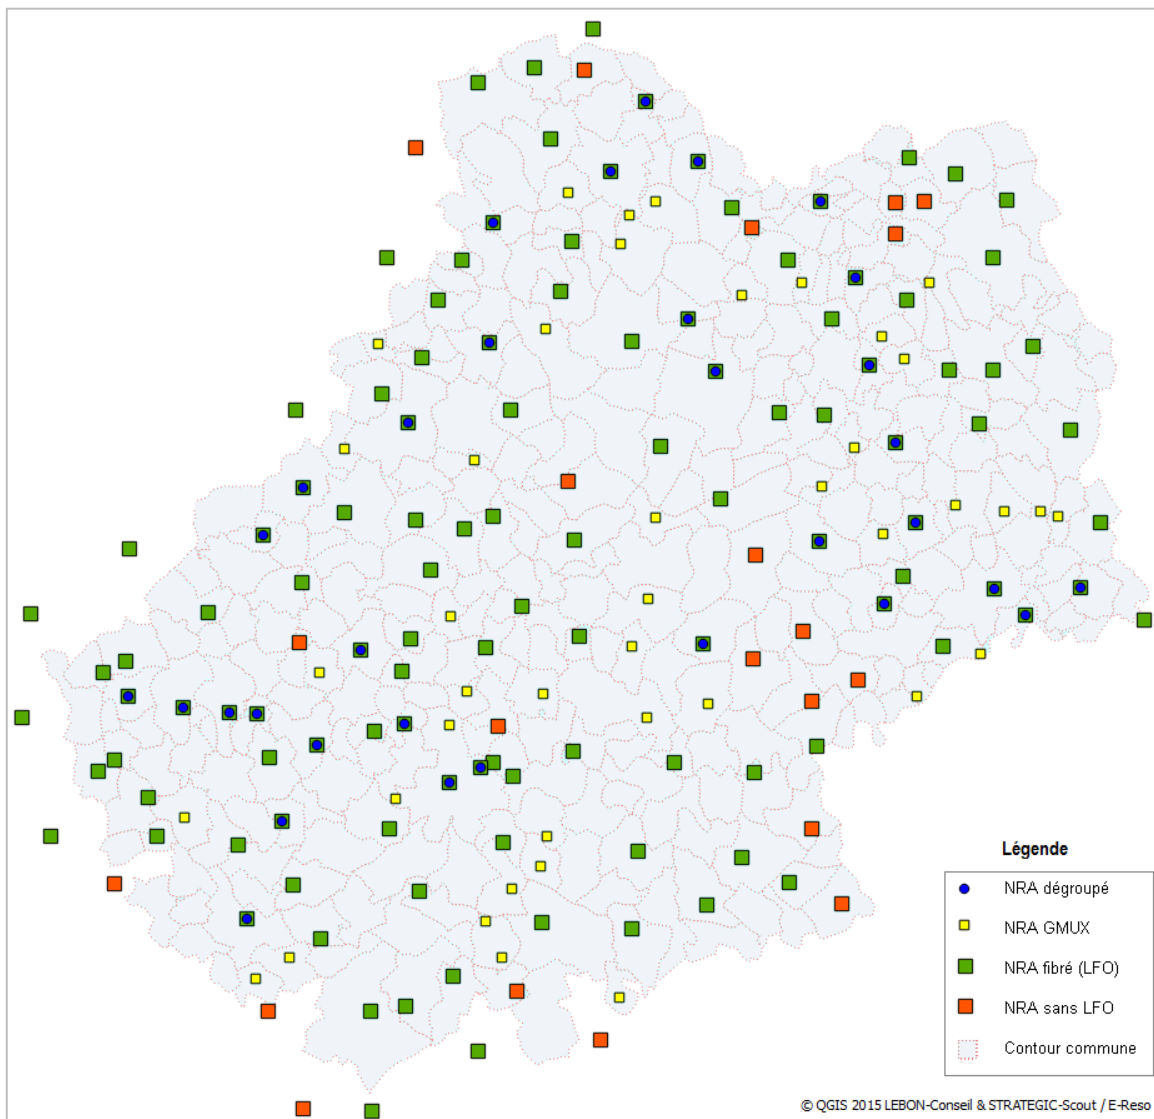 Légende
NRA dégroupé
NRA GMUX
NRA fibré (LFO)
NRA sans LFO
Contour commune
© QGIS 2015 LEBON-Conseil & STRATEGIC-Scout / E-Reso